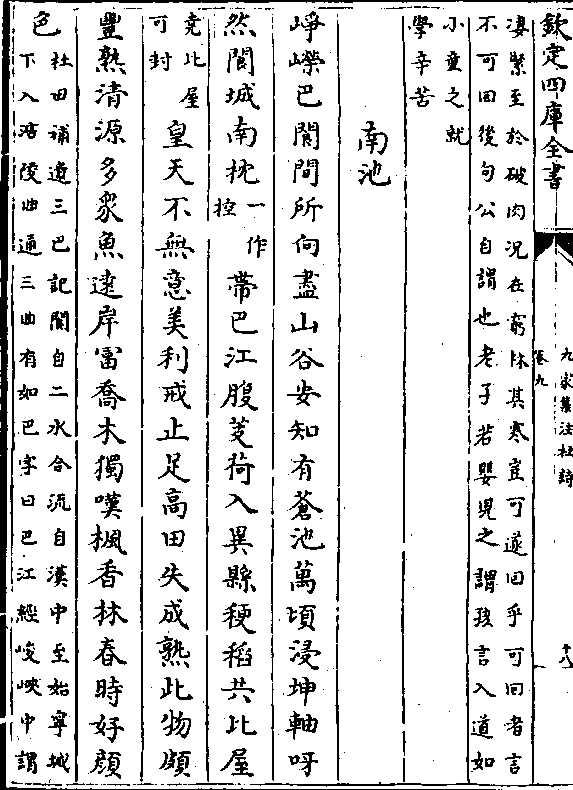 欽定四庫全書
九家集注杜詩
卷九
十八
凄緊至於破肉况在窮林其寒豈可遂回乎可回者言
不可回後句公自謂也老子若嬰兒之謂孩言入道如
小童之就
學辛苦
南池
崢嶸巴閬間所向盡山谷安知有蒼池萬頃浸坤軸呀
然閬城南枕一作控帶巴江腹芰荷入異縣稉稻共比屋
堯比屋可封皇天不無意美利戒止足高田失成熟此物頗
豐熟清源多衆魚逺岸富喬木獨嘆楓香林春時好顔
色
杜田補遺三巴記閬自二水合流自漢中至始寧城
下入涪陵曲通三曲有如巴字曰巴江經峻峽中謂